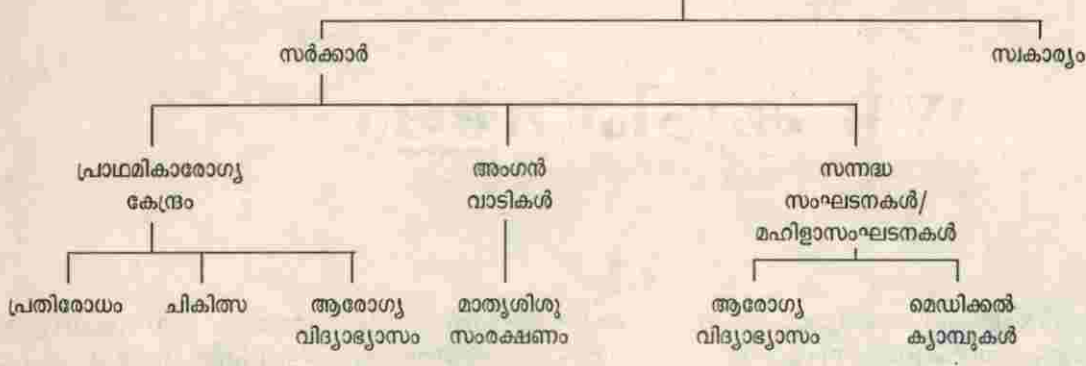 സർക്കാർ
സ്വകാര്യം
പ്രാഥമികാരോഗ്യ
കേന്ദ്രം
അംഗൻ
വാടികൾ
സന്നദ്ധ
സംഘടനകൾ/
മഹിളാസംഘടനകൾ
പ്രതിരോധം
ചികിത്സ
ആരോഗ്യ
വിദ്യാഭ്യാസം
മാതൃശിശു
സംരക്ഷണം
ആരോഗ്യ
വിദ്യാഭ്യാസം
മെഡിക്കൽ
ക്യാമ്പുകൾ